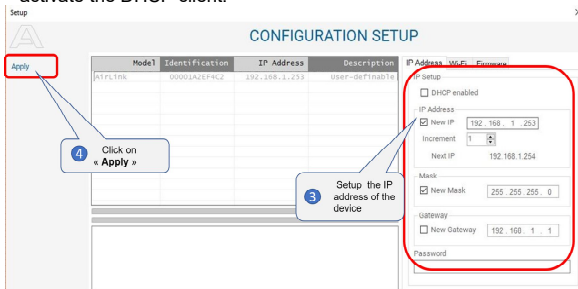 activate the DHCP client.
Setup
CONFIGURATION SETUP
Apply
Model Identification IP Address Description
AirLink 00001A2EF4C2 192.168.1.253 User-definable
IP Address Wi-Fi Firmware
IP Setup
DHCP enabled
IP Address
New IP 192 . 168 . 1 . 253
Increment 1
Next IP 192.168.1.254
Mask
New Mask 255 . 255 . 255 . 0
Gateway
New Gateway 192 . 168 . 1 . 1
Password
4 Click on
« Apply »
3 Setup the IP
address of the
device